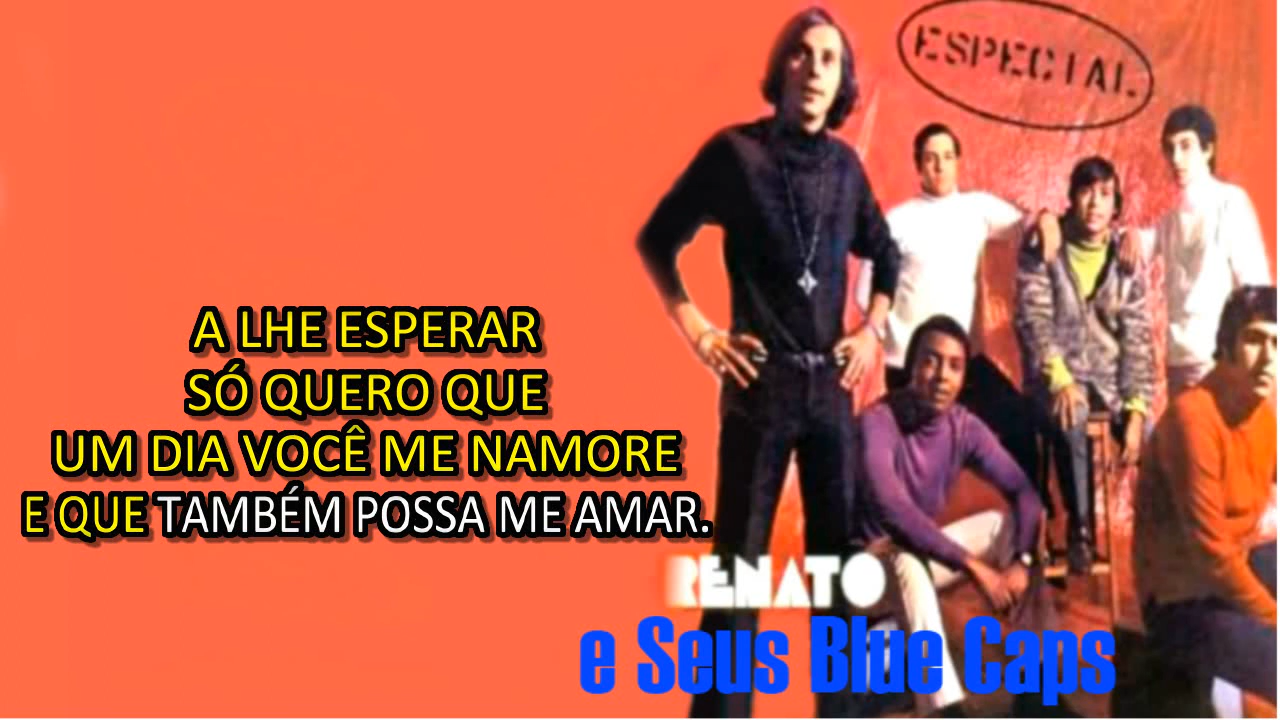 ESPECIAL
A LHE ESPERAR
SÓ QUERO QUE
UM DIA VOCÊ ME NAMORE
E QUE TAMBÉM POSSA ME AMAR.
RENATO
e Seus Blue Caps